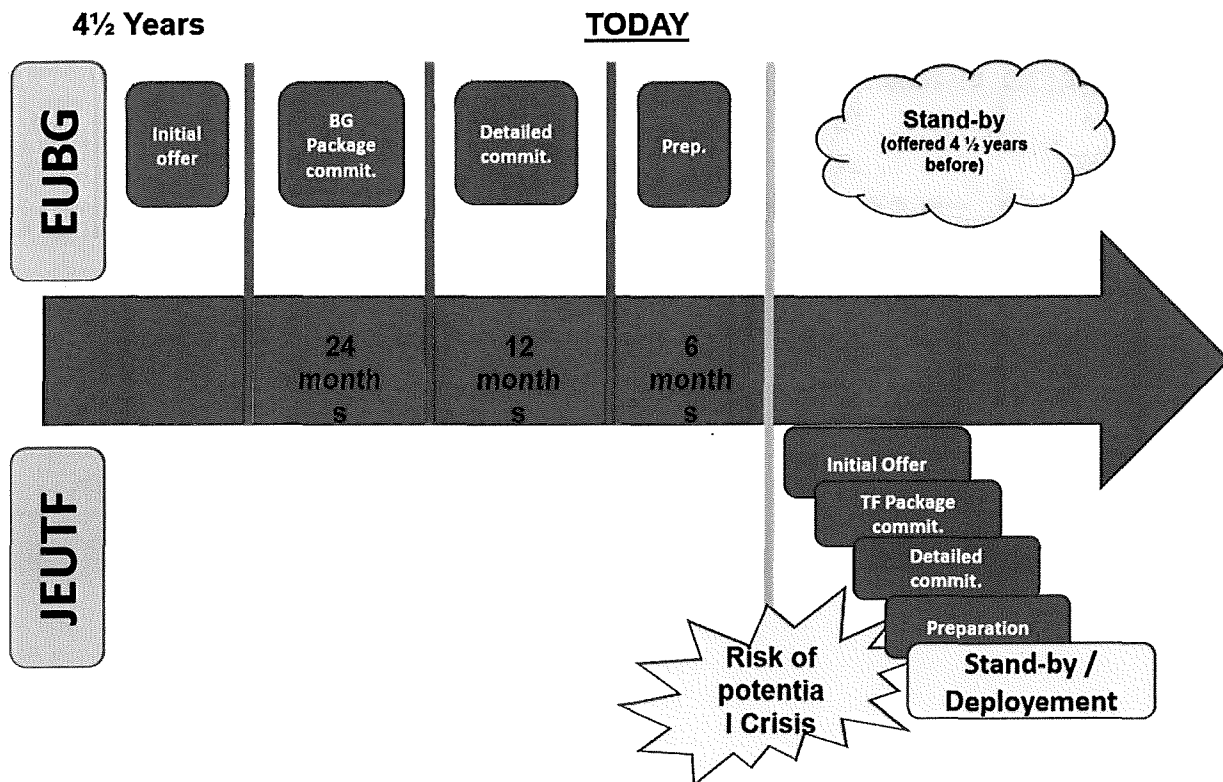 4½ Years
TODAY
EUBG
Initial
offer
BG
Package
commit.
Detailed
commit.
Prep.
Stand-by
(offered 4 ½ years
before)
24
month
s
12
month
s
6
month
s
JEUTF
Initial Offer
TF Package
commit.
Detailed
commit.
Preparation
Stand-by /
Deployement
Risk of
potentia
l Crisis